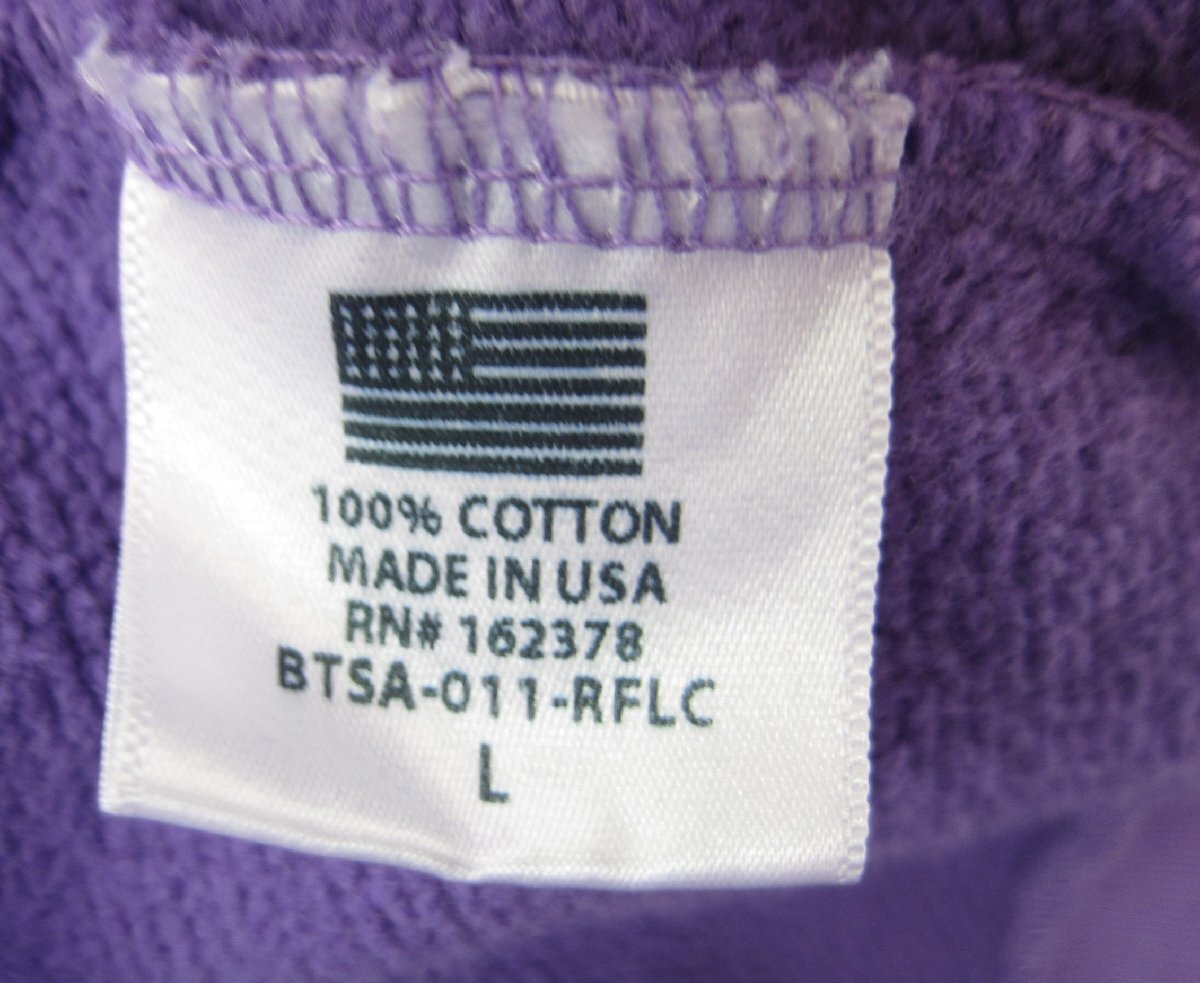 100% COTTON
MADE IN USA
RN# 162378
BTSA-011-RFLC
L